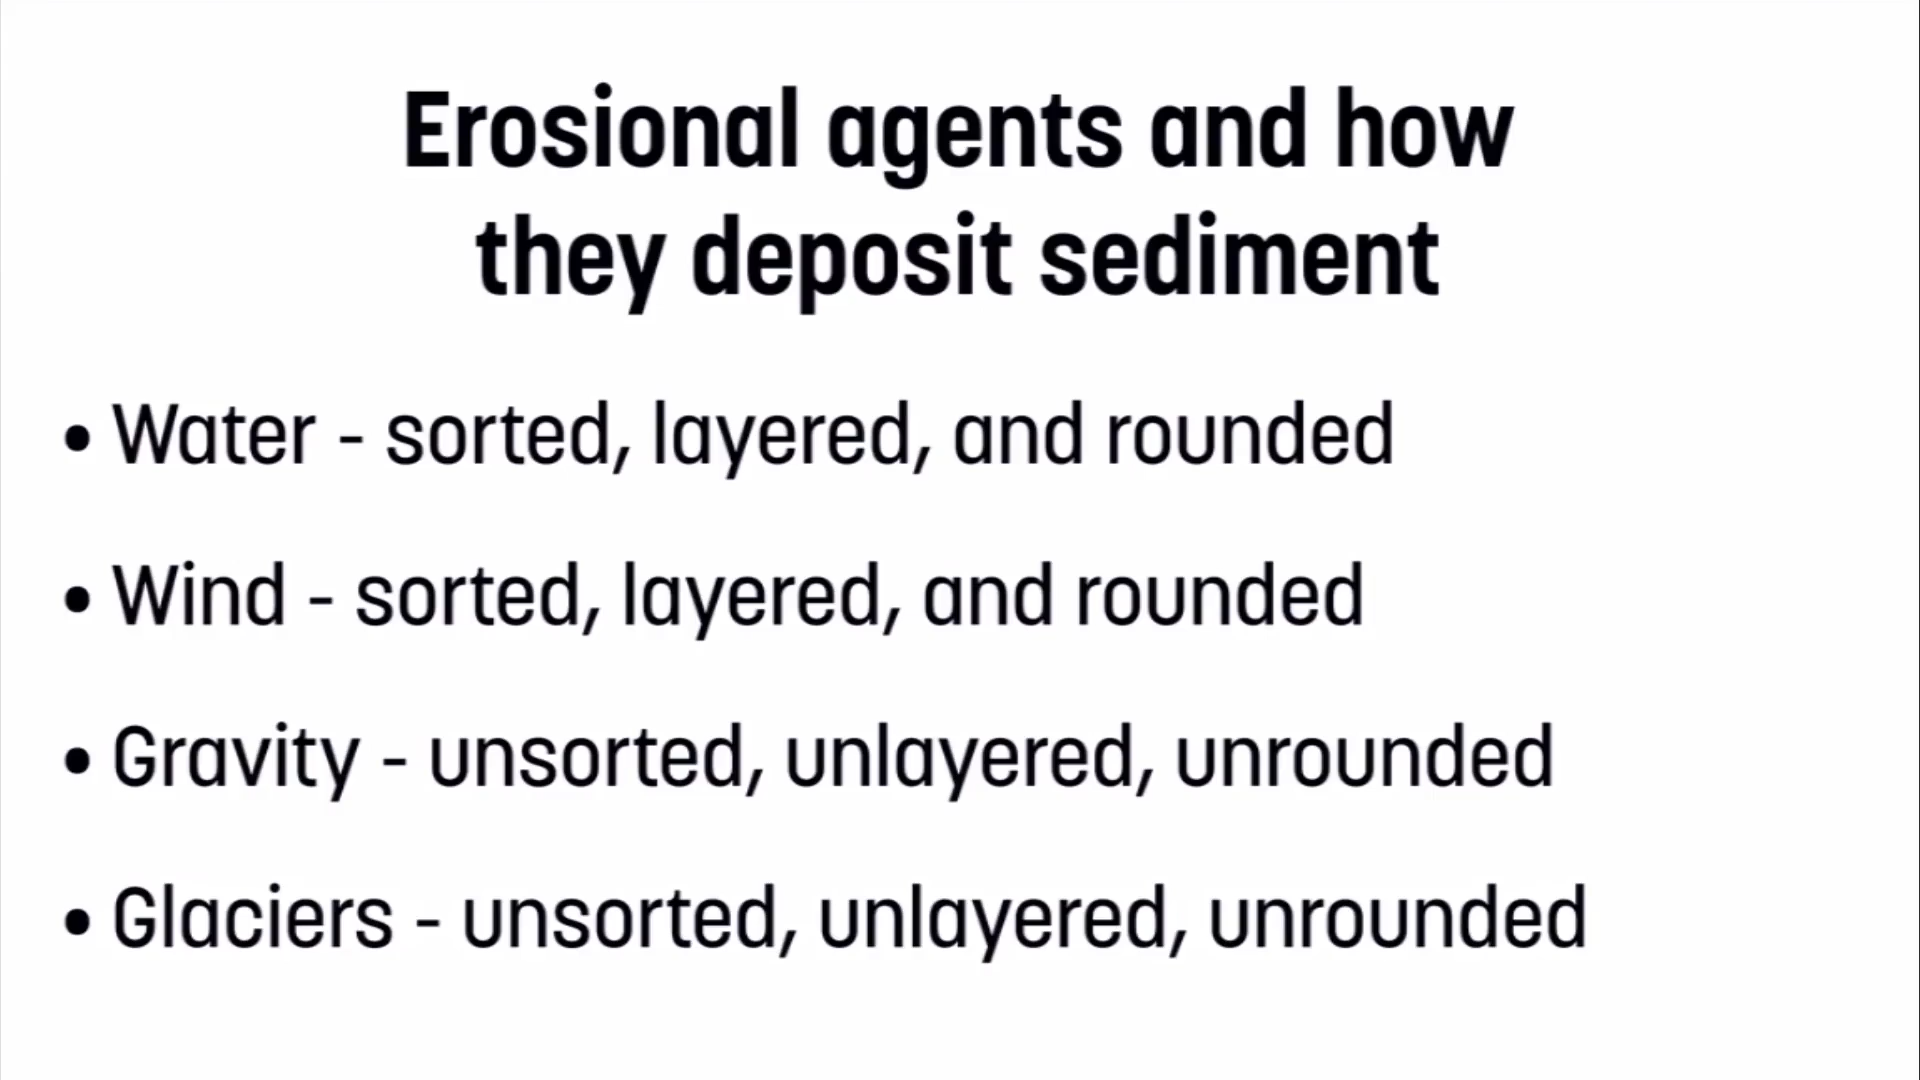 Erosional agents and how
they deposit sediment
• Water - sorted, layered, and rounded
• Wind - sorted, layered, and rounded
• Gravity - unsorted, unlayered, unrounded
• Glaciers - unsorted, unlayered, unrounded